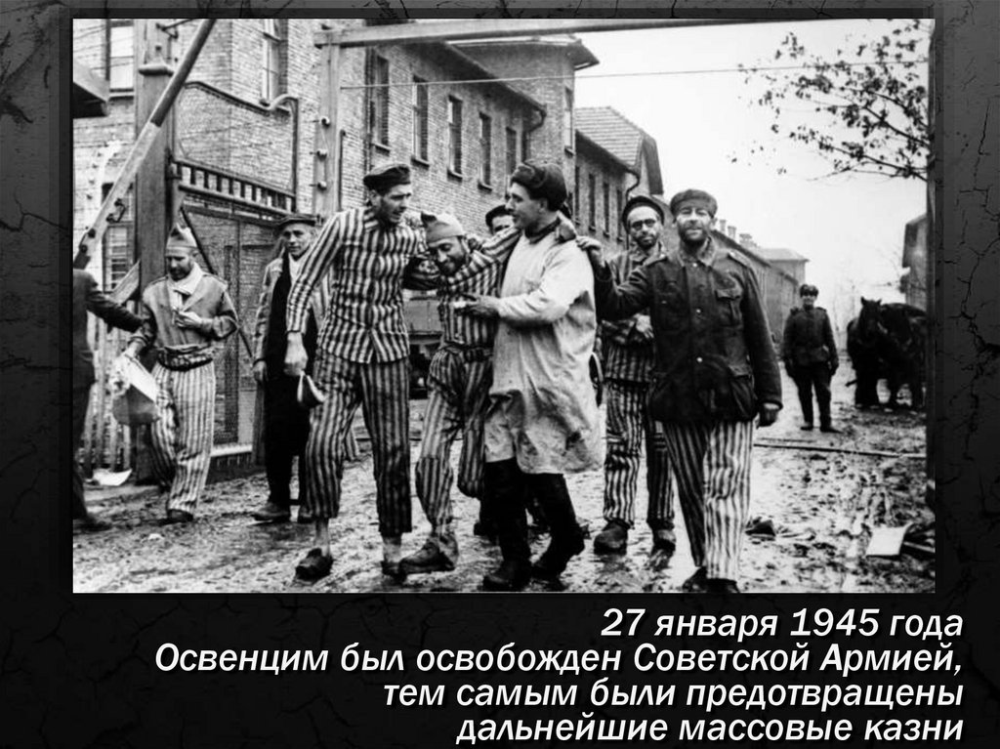 27 января 1945 года
Освенцим был освобожден Советской Армией,
тем самым были предотвращены
дальнейшие массовые казни